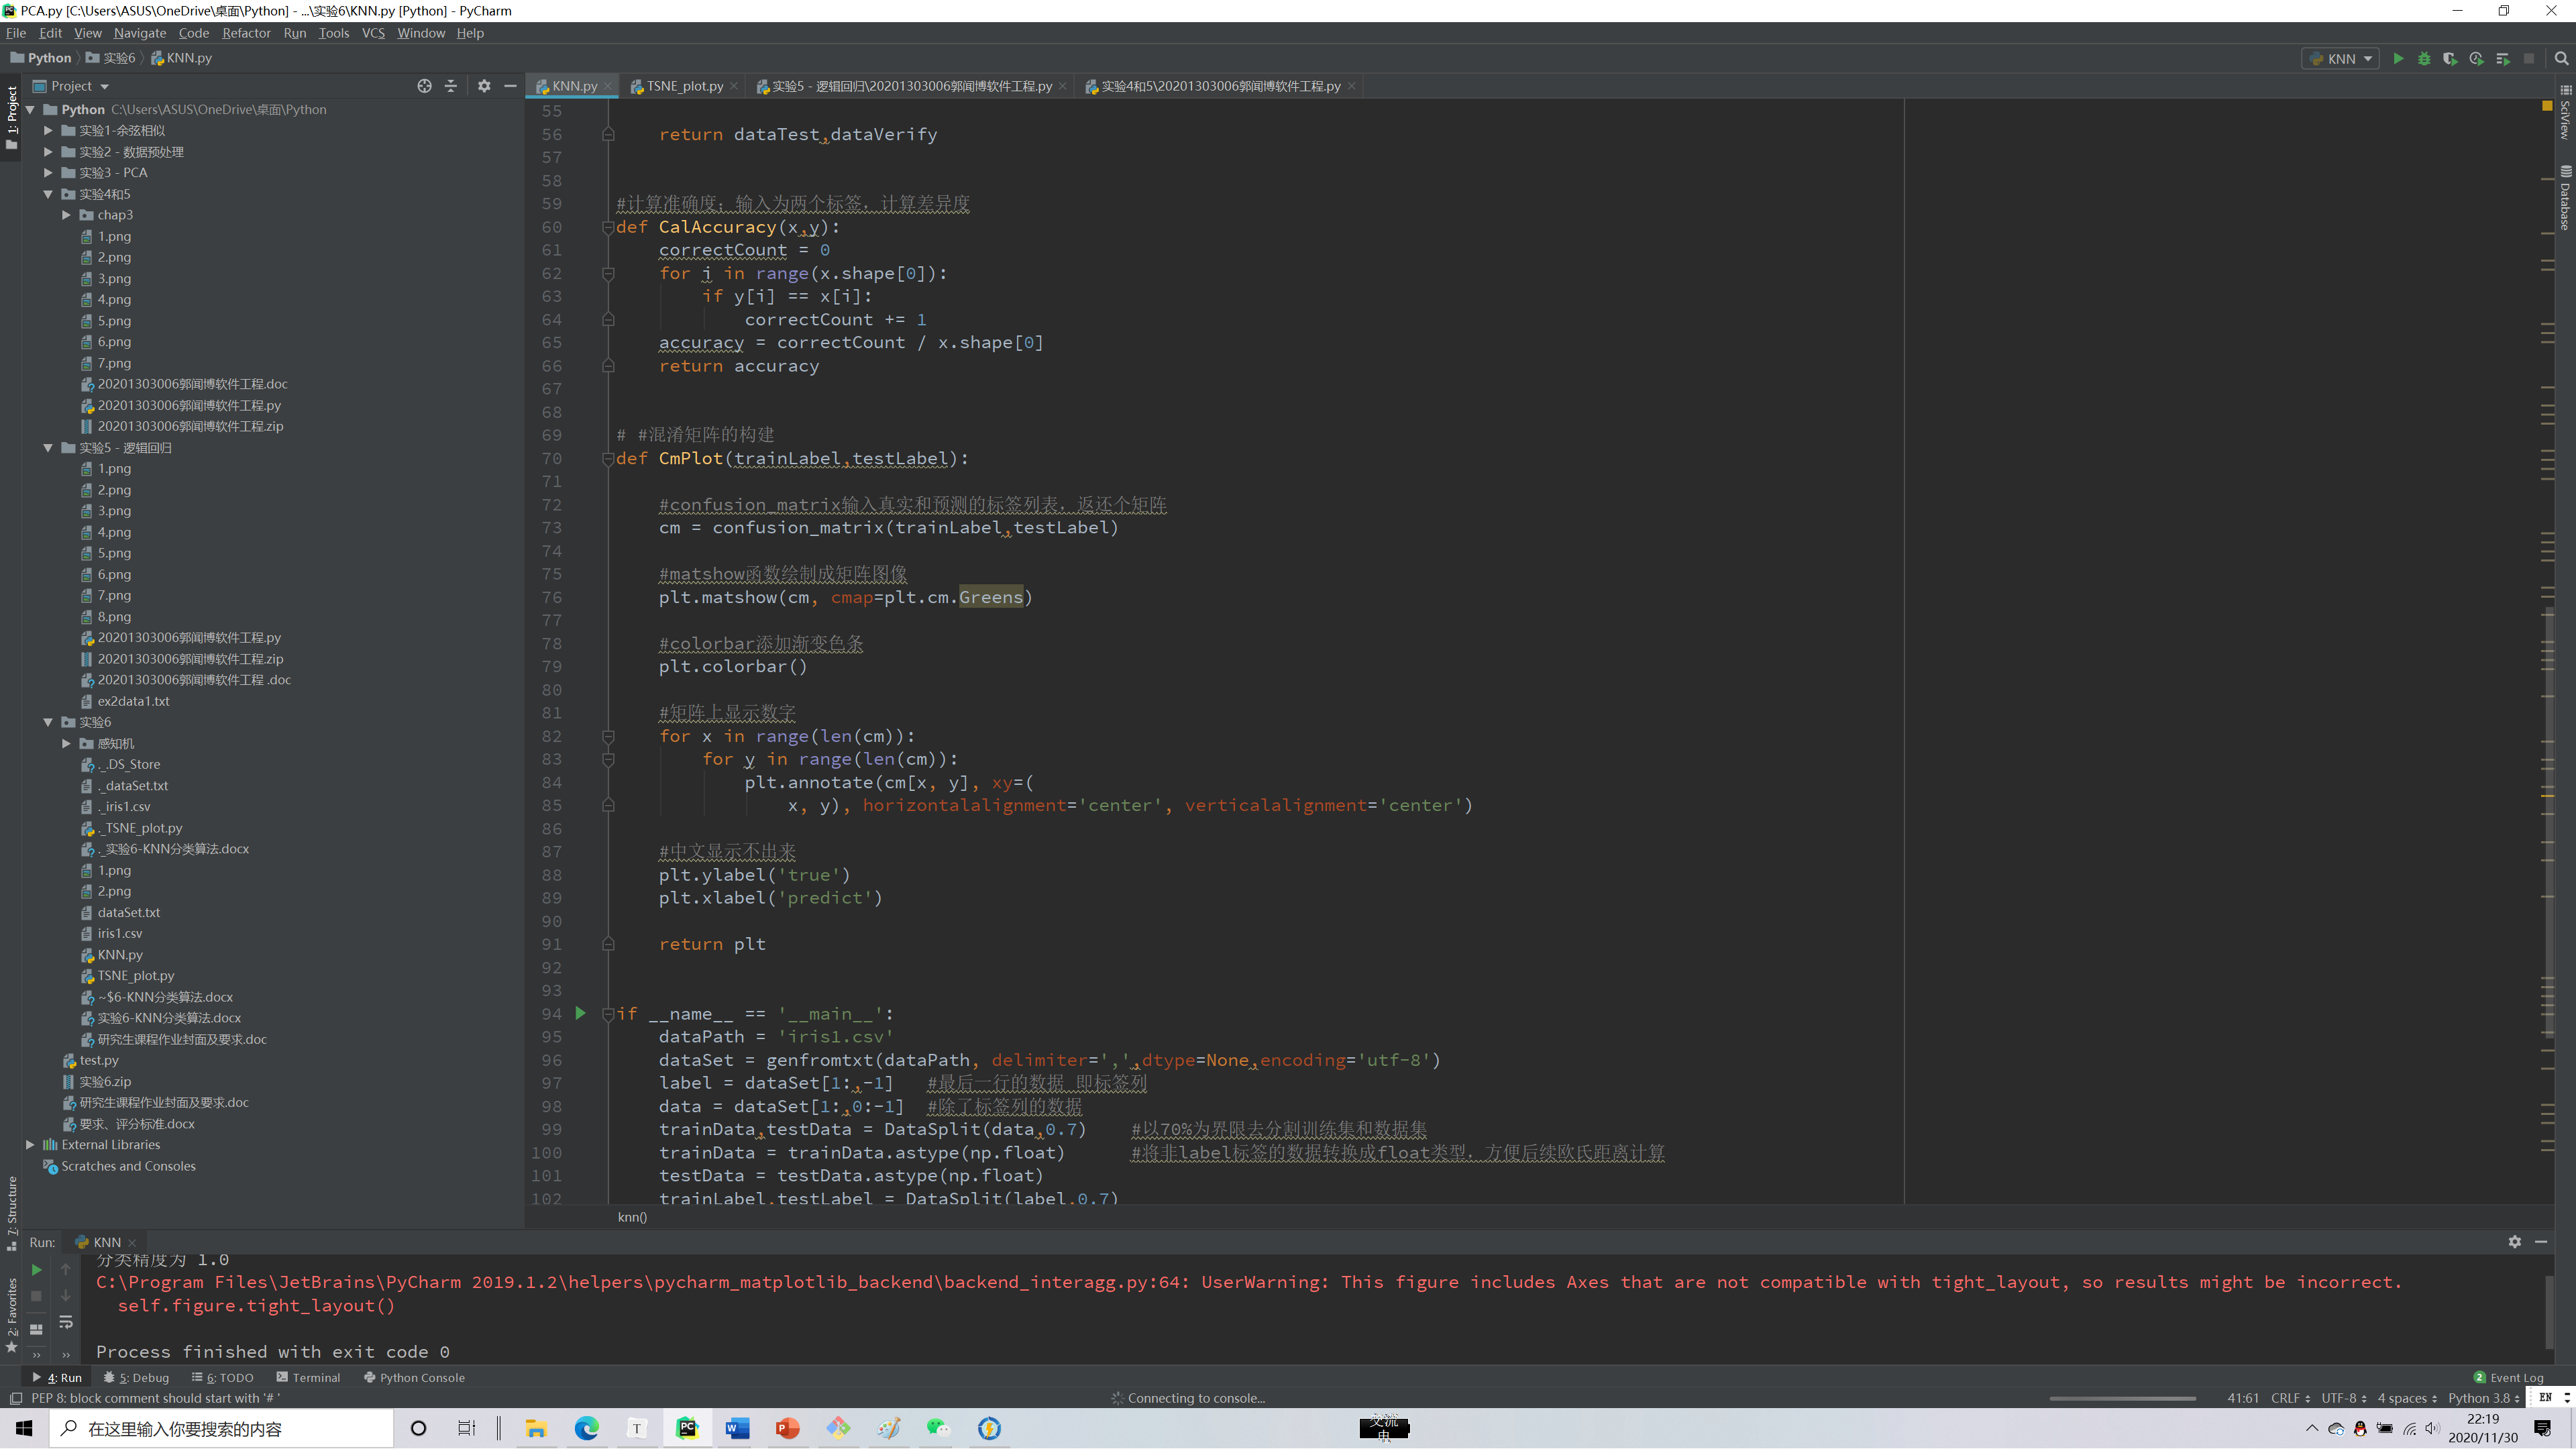 PCA.py [C:\Users\ASUS\OneDrive\桌面\Python] - ...\实验6\KNN.py [Python] - PyCharm
File Edit View Navigate Code Refactor Run Tools VCS Window Help
Python 实验6 KNN.py
KNN
1: Project
Project
KNN.py TSNE_plot.py 实验5 - 逻辑回归\20201303006郭闻博软件工程.py 实验4和5\20201303006郭闻博软件工程.py
SciView
Database
Python C:\Users\ASUS\OneDrive\桌面\Python
实验1-余弦相似
实验2 - 数据预处理
实验3 - PCA
实验4和5
chap3
1.png
2.png
3.png
4.png
5.png
6.png
7.png
20201303006郭闻博软件工程.doc
20201303006郭闻博软件工程.py
20201303006郭闻博软件工程.zip
实验5 - 逻辑回归
1.png
2.png
3.png
4.png
5.png
6.png
7.png
8.png
20201303006郭闻博软件工程.py
20201303006郭闻博软件工程.zip
20201303006郭闻博软件工程 .doc
ex2data1.txt
实验6
感知机
._.DS_Store
._dataSet.txt
._iris1.csv
._TSNE_plot.py
._实验6-KNN分类算法.docx
1.png
2.png
dataSet.txt
iris1.csv
KNN.py
TSNE_plot.py
~$6-KNN分类算法.docx
实验6-KNN分类算法.docx
研究生课程作业封面及要求.doc
test.py
实验6.zip
研究生课程作业封面及要求.doc
要求、评分标准.docx
External Libraries
Scratches and Consoles
7: Structure
2: Favorites
55
56 return dataTest,dataVerify
57
58
59 #计算准确度：输入为两个标签，计算差异度
60 def CalAccuracy(x,y):
61 correctCount = 0
62 for i in range(x.shape[0]):
63 if y[i] == x[i]:
64 correctCount += 1
65 accuracy = correctCount / x.shape[0]
66 return accuracy
67
68
69 # #混淆矩阵的构建
70 def CmPlot(trainLabel,testLabel):
71
72 #confusion_matrix输入真实和预测的标签列表，返还个矩阵
73 cm = confusion_matrix(trainLabel,testLabel)
74
75 #matshow函数绘制成矩阵图像
76 plt.matshow(cm, cmap=plt.cm.Greens)
77
78 #colorbar添加渐变色条
79 plt.colorbar()
80
81 #矩阵上显示数字
82 for x in range(len(cm)):
83 for y in range(len(cm)):
84 plt.annotate(cm[x, y], xy=(
85 x, y), horizontalalignment='center', verticalalignment='center')
86
87 #中文显示不出来
88 plt.ylabel('true')
89 plt.xlabel('predict')
90
91 return plt
92
93
94 if __name__ == '__main__':
95 dataPath = 'iris1.csv'
96 dataSet = genfromtxt(dataPath, delimiter=',',dtype=None,encoding='utf-8')
97 label = dataSet[1:,-1] #最后一行的数据 即标签列
98 data = dataSet[1:,0:-1] #除了标签列的数据
99 trainData,testData = DataSplit(data,0.7) #以70%为界限去分割训练集和数据集
100 trainData = trainData.astype(np.float) #将非label标签的数据转换成float类型，方便后续欧氏距离计算
101 testData = testData.astype(np.float)
102 trainLabel,testLabel = DataSplit(label,0.7)
knn()
Run: KNN
分类精度为 1.0
C:\Program Files\JetBrains\PyCharm 2019.1.2\helpers\pycharm_matplotlib_backend\backend_interagg.py:64: UserWarning: This figure includes Axes that are not compatible with tight_layout, so results might be incorrect.
self.figure.tight_layout()
Process finished with exit code 0
4: Run 5: Debug 6: TODO Terminal Python Console 2 Event Log
PEP 8: block comment should start with '# ' Connecting to console... 41:61 CRLF UTF-8 4 spaces Python 3.8 EN
在这里输入你要搜索的内容
交流电
22:19
2020/11/30